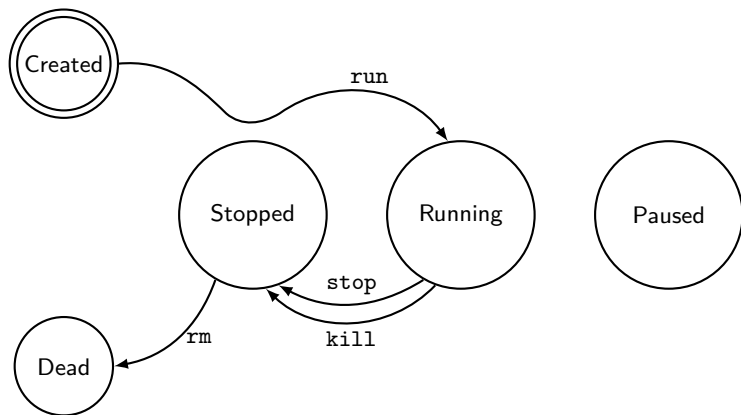 Created
run
Stopped
Running
Paused
stop
kill
rm
Dead